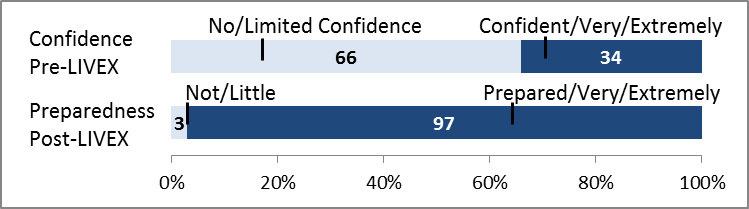 No/Limited Confidence Confident/Very/Extremely
Confidence
Pre-LIVEX
66 34
Not/Little Prepared/Very/Extremely
Preparedness
Post-LIVEX
3 97
0% 20% 40% 60% 80% 100%